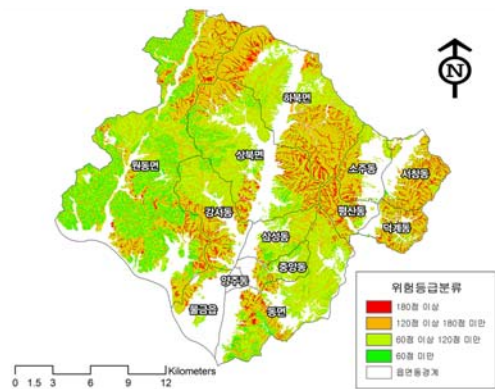 N
하북면
상북면
원동면
소주동
서창동
강서동
평산동
덕계동
삼성동
중앙동
양주동
물금읍
동면
위험등급분류
180점 이상
120점 이상 180점 미만
60점 이상 120점 미만
60점 미만
읍면동경계
Kilometers
0 1.5 3 6 9 12